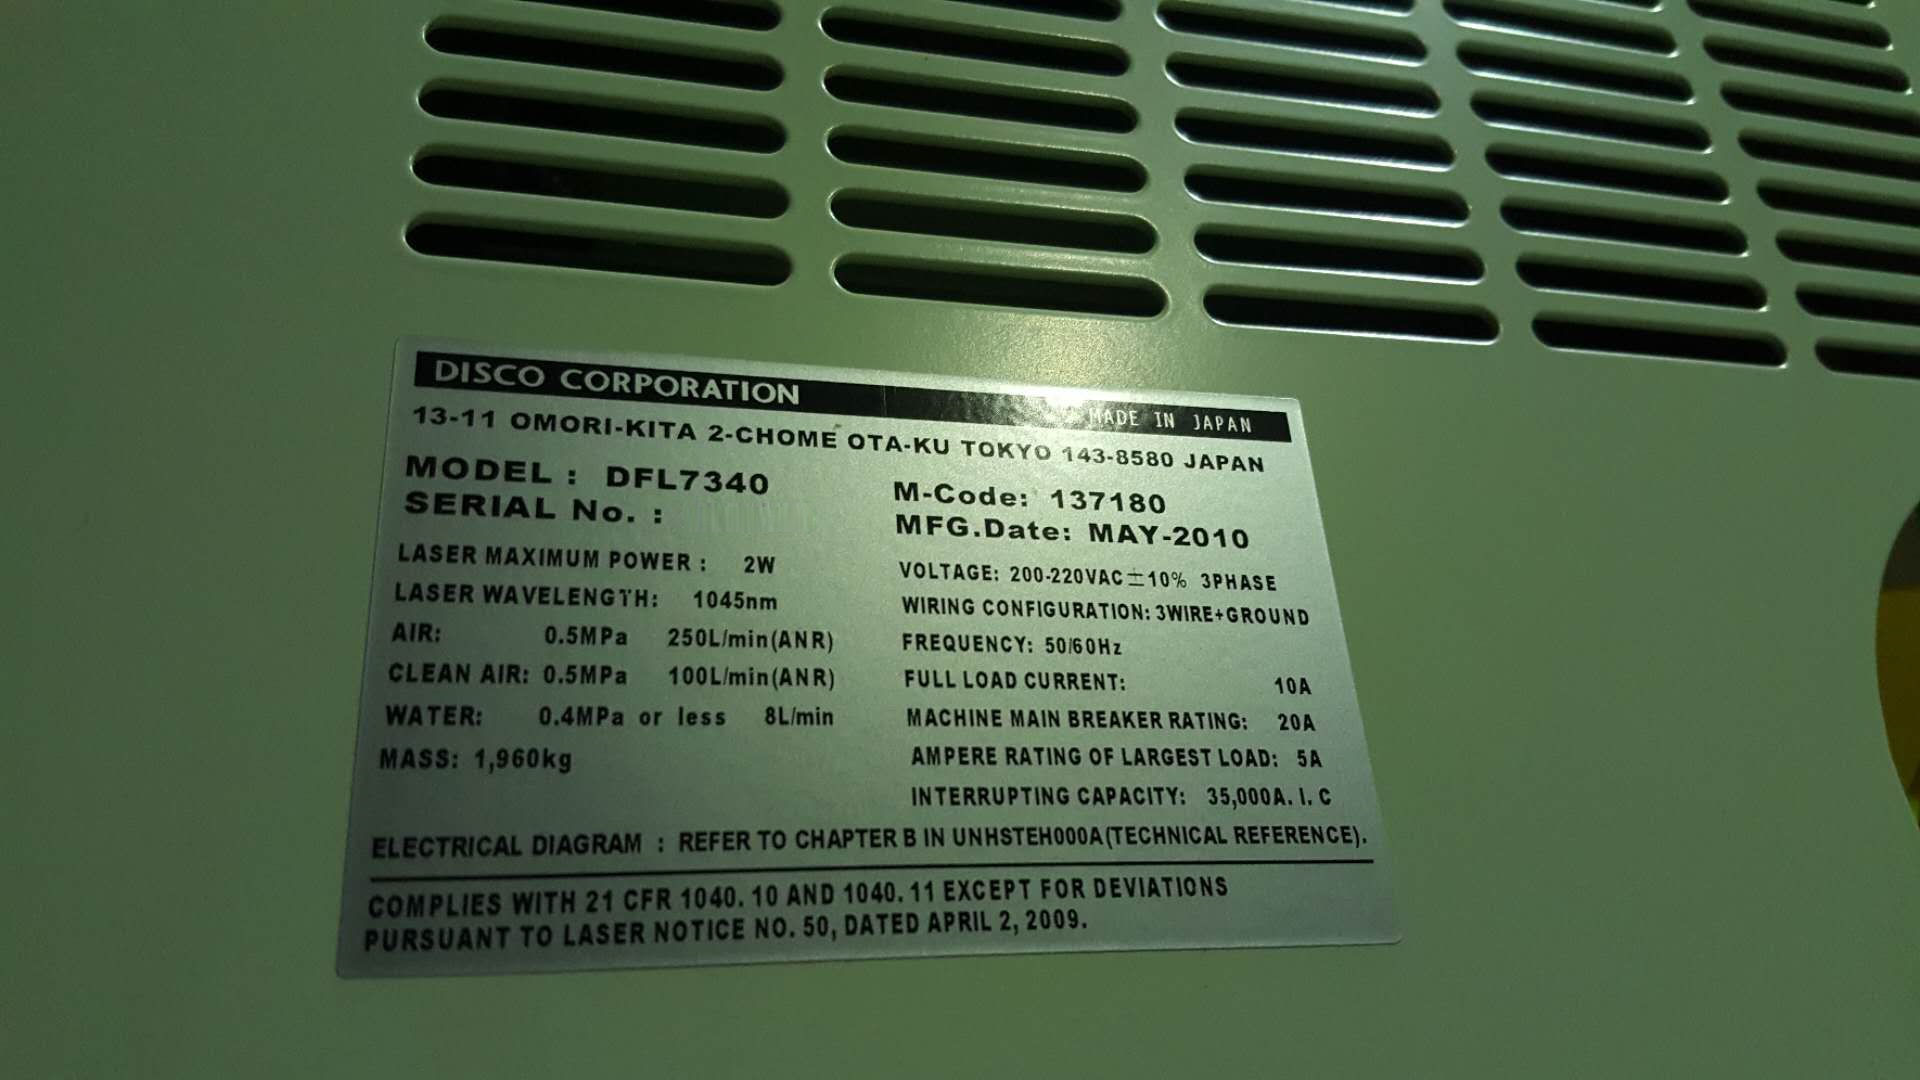 DISCO CORPORATION MADE IN JAPAN
13-11 OMORI-KITA 2-CHOME OTA-KU TOKYO 143-8580 JAPAN
MODEL : DFL7340 M-Code: 137180
SERIAL No. : MFG.Date: MAY-2010
LASER MAXIMUM POWER : 2W VOLTAGE: 200-220VAC±10% 3PHASE
LASER WAVELENGTH: 1045nm WIRING CONFIGURATION: 3WIRE+GROUND
AIR: 0.5MPa 250L/min(ANR) FREQUENCY: 50/60Hz
CLEAN AIR: 0.5MPa 100L/min(ANR) FULL LOAD CURRENT: 10A
WATER: 0.4MPa or less 8L/min MACHINE MAIN BREAKER RATING: 20A
MASS: 1,960kg AMPERE RATING OF LARGEST LOAD: 5A
INTERRUPTING CAPACITY: 35,000A.I.C
ELECTRICAL DIAGRAM : REFER TO CHAPTER B IN UNHSTEH000A(TECHNICAL REFERENCE).
COMPLIES WITH 21 CFR 1040.10 AND 1040.11 EXCEPT FOR DEVIATIONS
PURSUANT TO LASER NOTICE NO. 50, DATED APRIL 2, 2009.